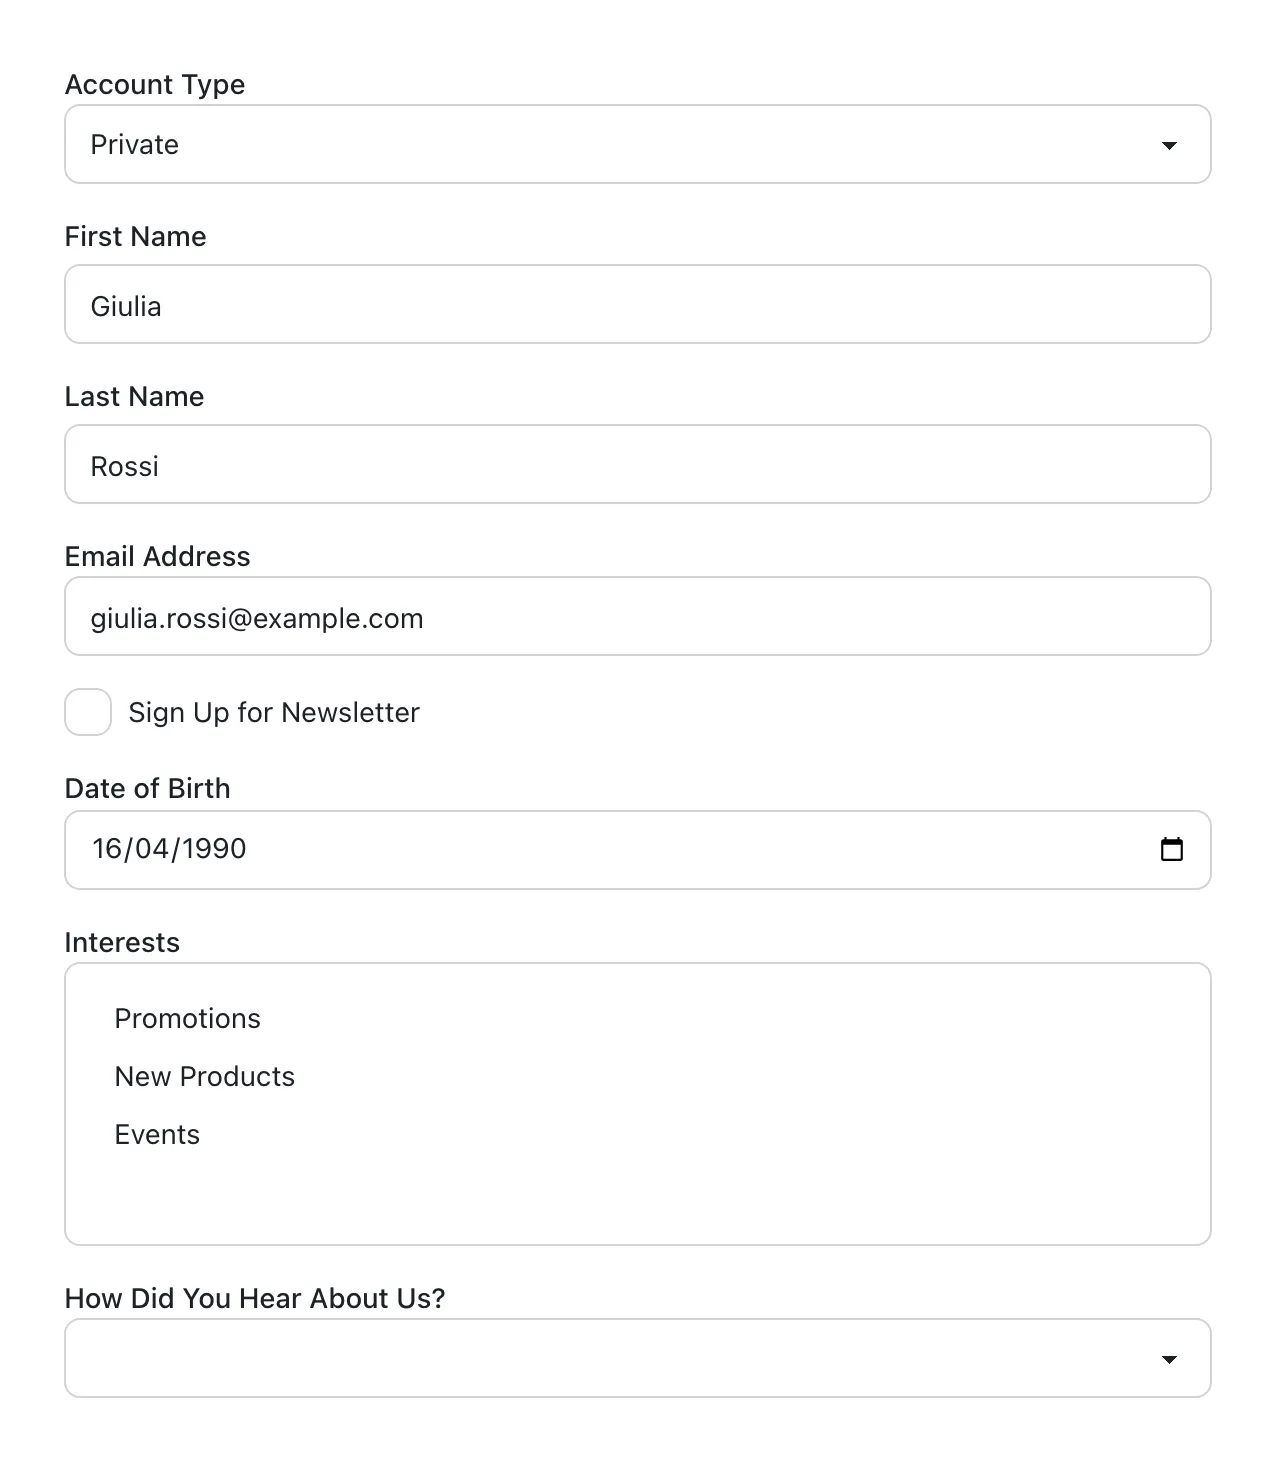 Account Type
Private
First Name
Giulia
Last Name
Rossi
Email Address
giulia.rossi@example.com
Sign Up for Newsletter
Date of Birth
16/04/1990
Interests
Promotions
New Products
Events
How Did You Hear About Us?